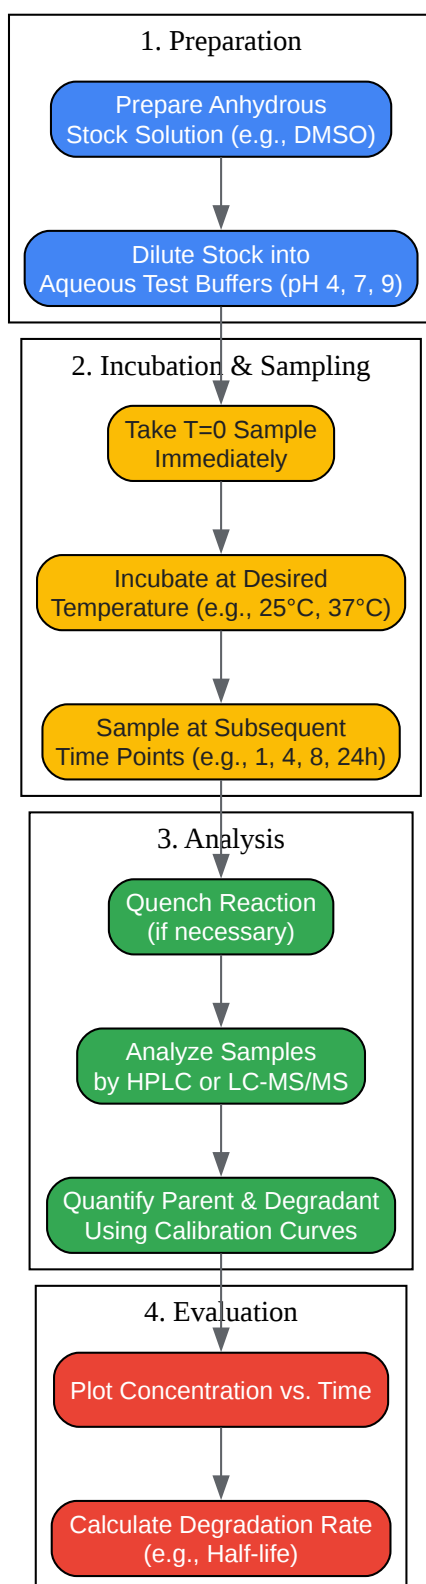 1. Preparation
Prepare Anhydrous
Stock Solution (e.g., DMSO)
Dilute Stock into
Aqueous Test Buffers (pH 4, 7, 9)
2. Incubation & Sampling
Take T=0 Sample
Immediately
Incubate at Desired
Temperature (e.g., 25°C, 37°C)
Sample at Subsequent
Time Points (e.g., 1, 4, 8, 24h)
3. Analysis
Quench Reaction
(if necessary)
Analyze Samples
by HPLC or LC-MS/MS
Quantify Parent & Degradant
Using Calibration Curves
4. Evaluation
Plot Concentration vs. Time
Calculate Degradation Rate
(e.g., Half-life)